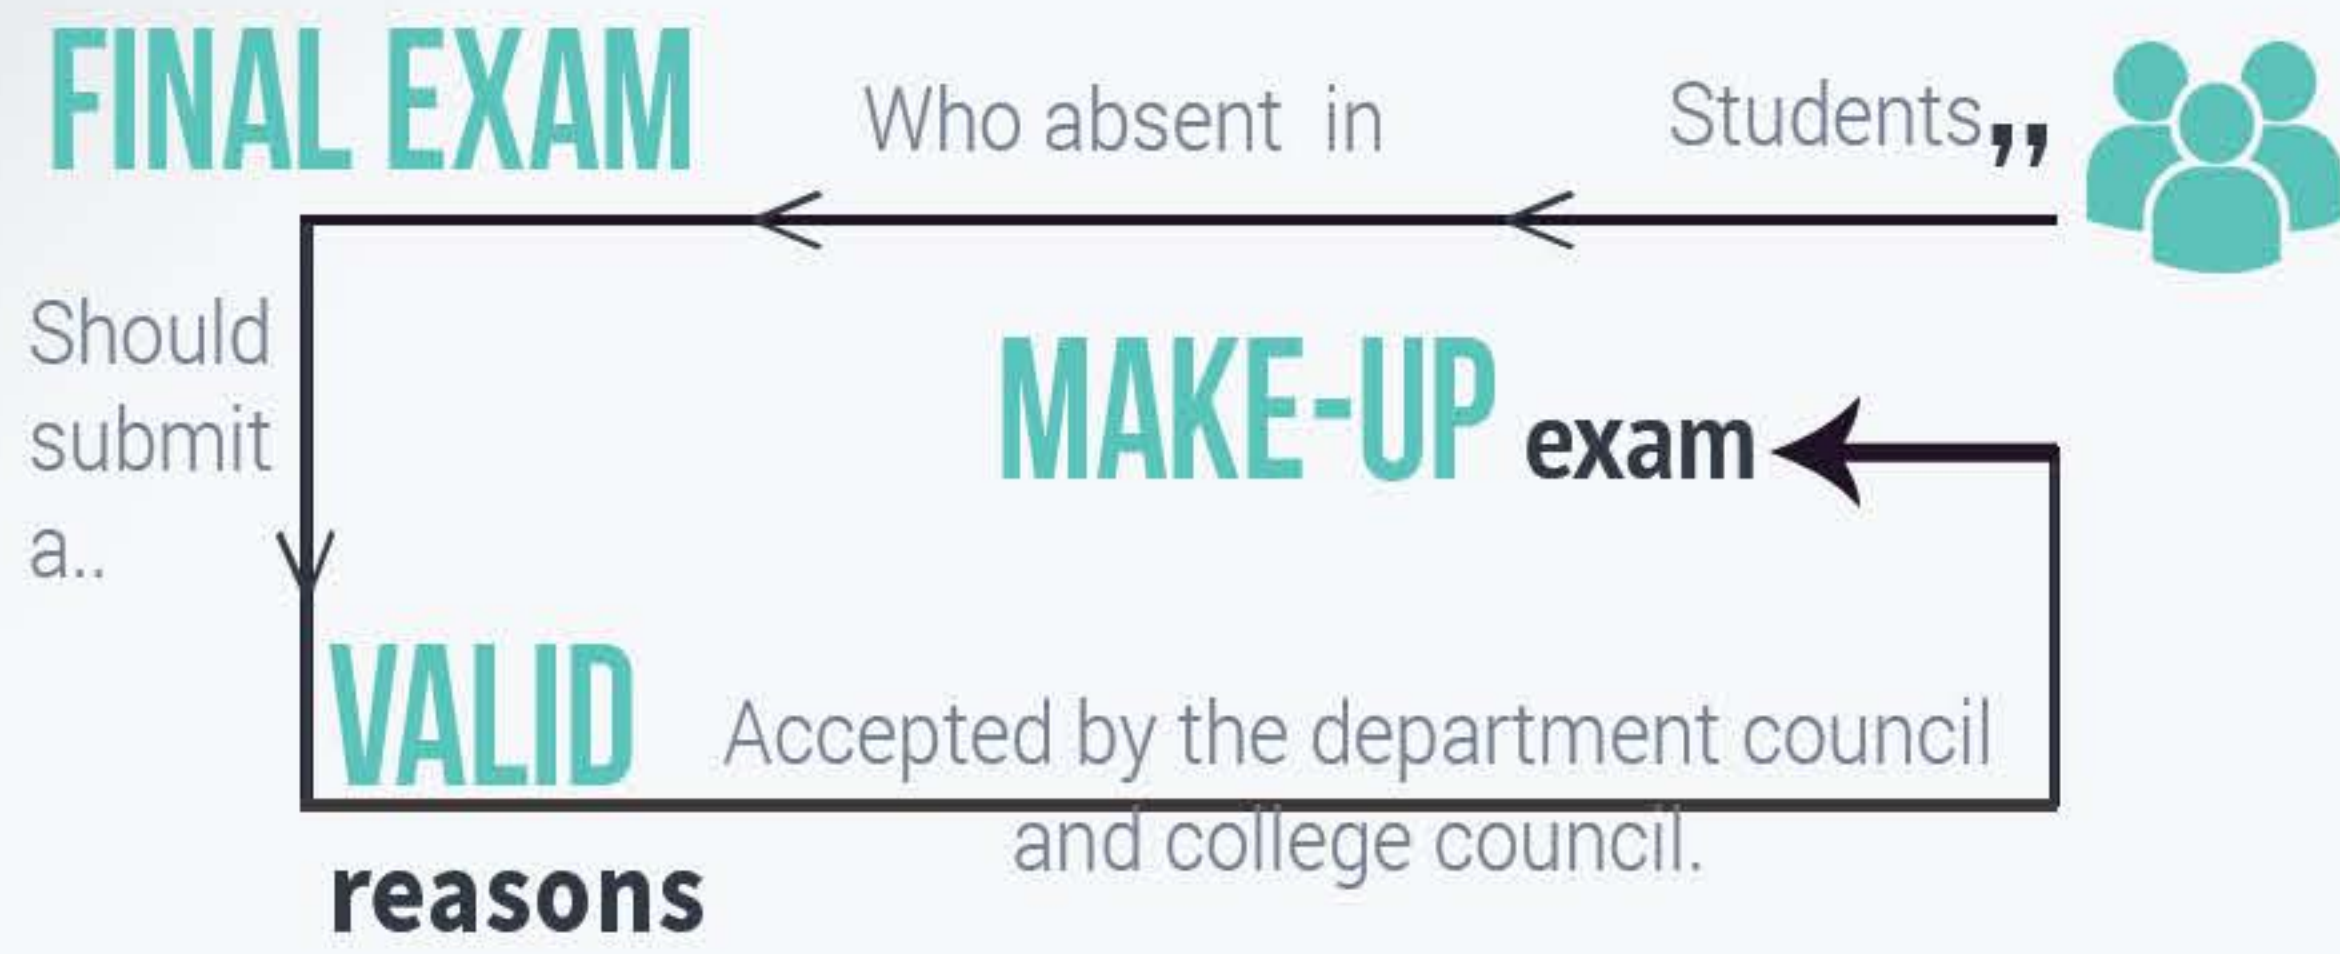 Students,,
Who absent in
FINAL EXAM
Should
submit
a..
VALID
reasons
Accepted by the department council
and college council.
MAKE-UP exam